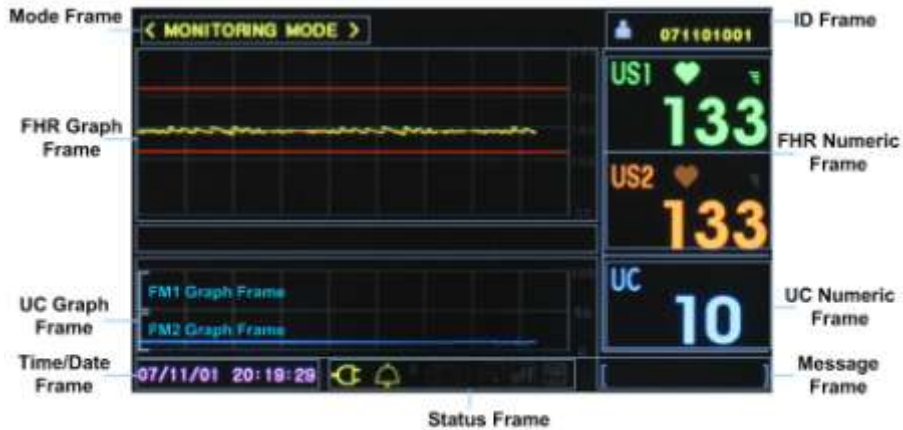 Mode Frame
< MONITORING MODE >
071101001
ID Frame
US1
133
FHR Graph
Frame
FHR Numeric
Frame
US2
133
FM1 Graph Frame
FM2 Graph Frame
UC Graph
Frame
UC
10
UC Numeric
Frame
Time/Date
Frame
07/11/01 20:19:29
Message
Frame
Status Frame